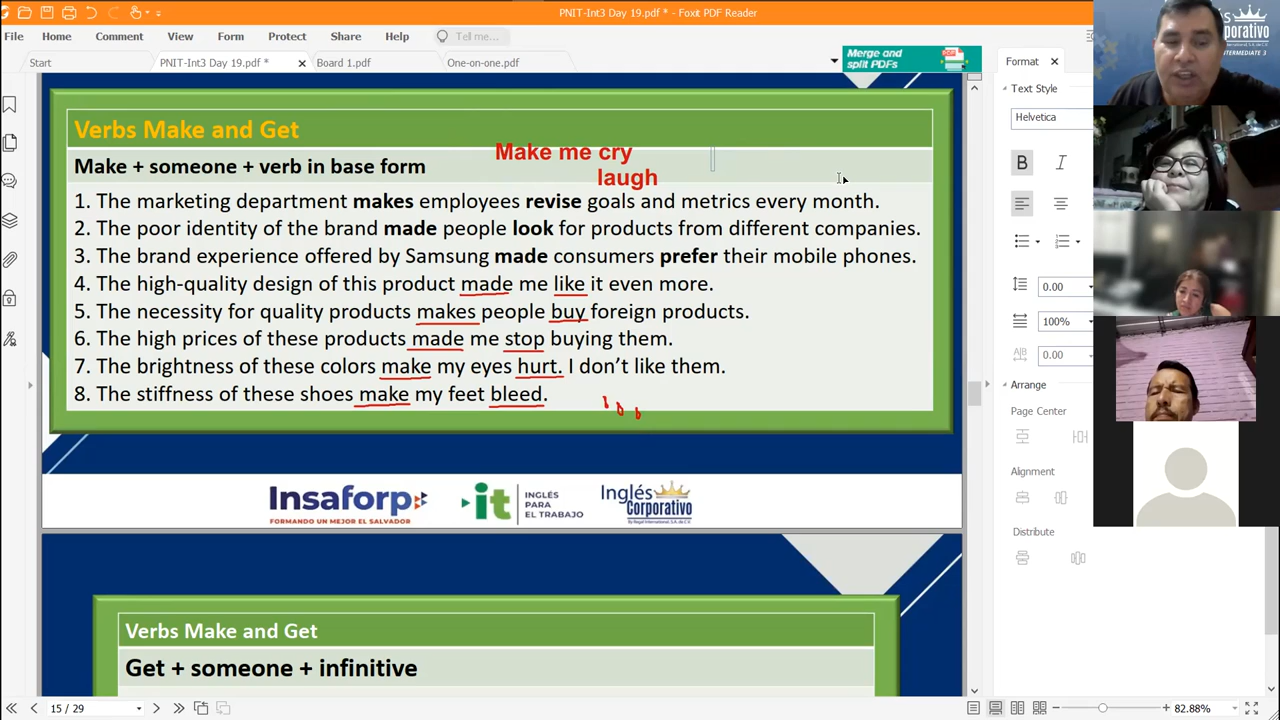 PNIT-Int3 Day 19.pdf * - Foxit PDF Reader
File Home Comment View Form Protect Share Help Tell me...
Merge and split PDFs
Start PNIT-Int3 Day 19.pdf * Board 1.pdf One-on-one.pdf
Format
Text Style
Helvetica
B I
0.00
100%
0.00
Arrange
Page Center
Alignment
Distribute
Verbs Make and Get
Make me cry
Make + someone + verb in base form
laugh
1. The marketing department makes employees revise goals and metrics every month.
2. The poor identity of the brand made people look for products from different companies.
3. The brand experience offered by Samsung made consumers prefer their mobile phones.
4. The high-quality design of this product made me like it even more.
5. The necessity for quality products makes people buy foreign products.
6. The high prices of these products made me stop buying them.
7. The brightness of these colors make my eyes hurt. I don't like them.
8. The stiffness of these shoes make my feet bleed.
Insaforp
FORMANDO UN MEJOR EL SALVADOR
it
INGLÉS
PARA
EL TRABAJO
Inglés
Corporativo
Verbs Make and Get
Get + someone + infinitive
15 / 29
82.88%